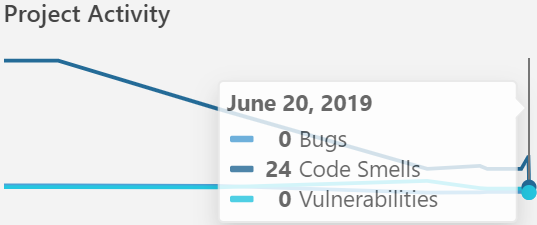 Project Activity
June 20, 2019
0 Bugs
24 Code Smells
0 Vulnerabilities